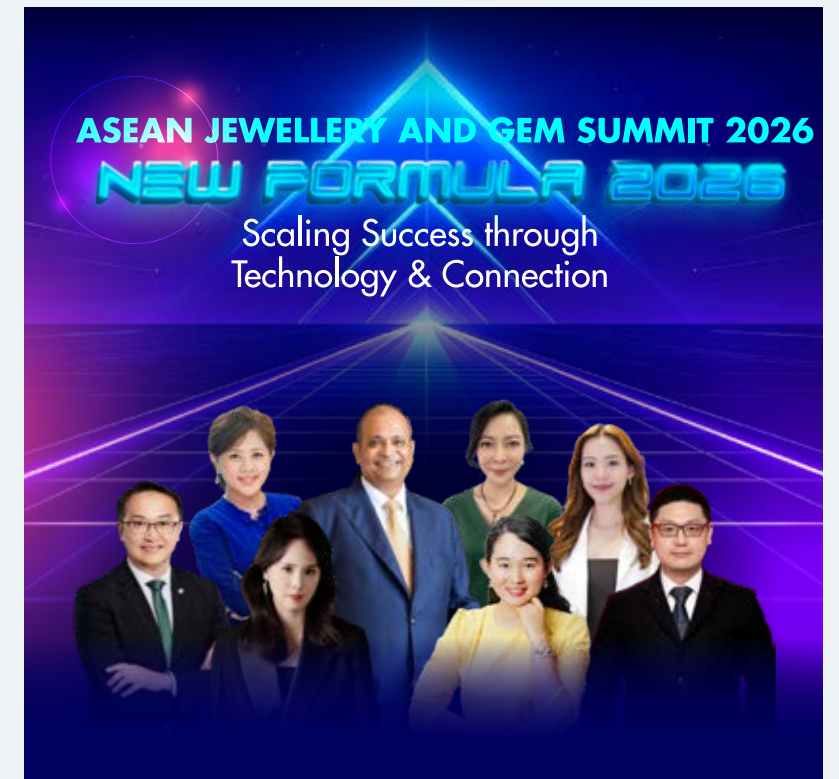 ASEAN JEWELLERY AND GEM SUMMIT 2026
NEW FORMULA 2026
Scaling Success through
Technology & Connection